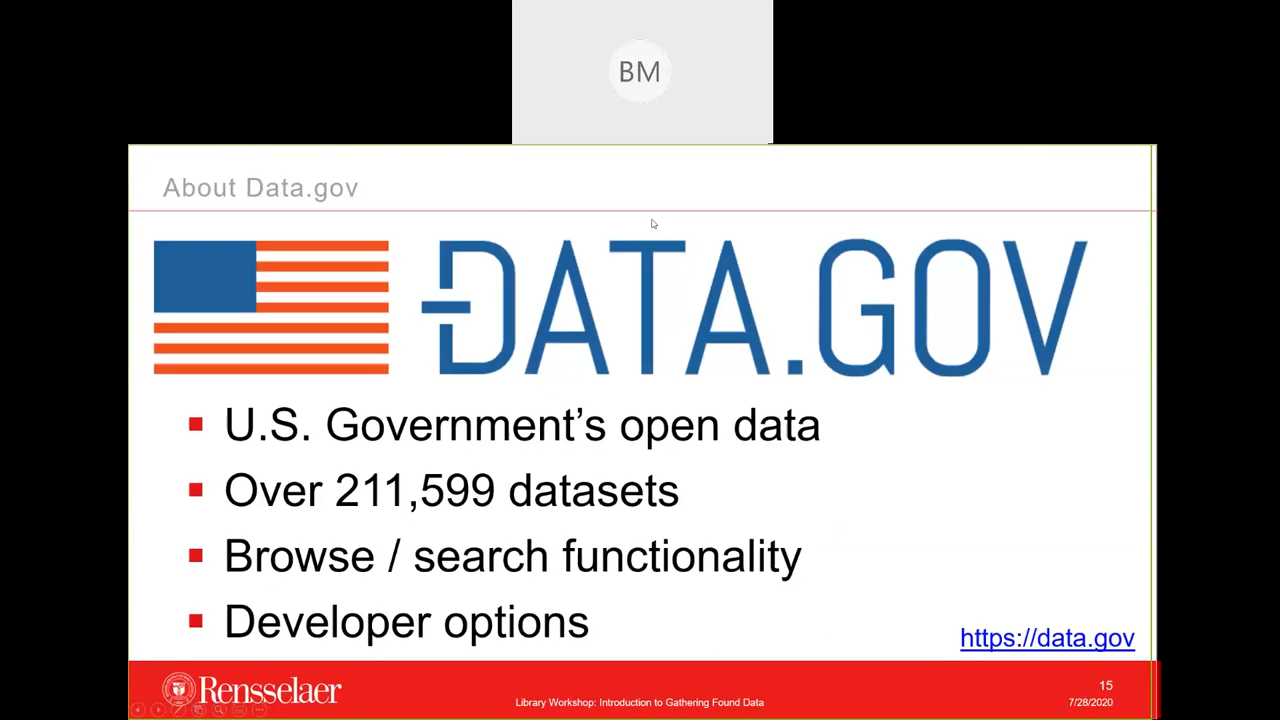 BM
About Data.gov
DATA.GOV
U.S. Government’s open data
Over 211,599 datasets
Browse / search functionality
Developer options
https://data.gov
Rensselaer
Library Workshop: Introduction to Gathering Found Data
15
7/28/2020